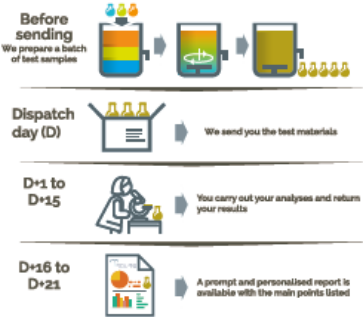 Before
sending
We prepare a batch
of test samples
Dispatch
day (D)
We send you the test materials
D+1 to
D+15
You carry out your analyses and return
your results
D+16 to
D+21
A prompt and personalised report is
available with the main points listed